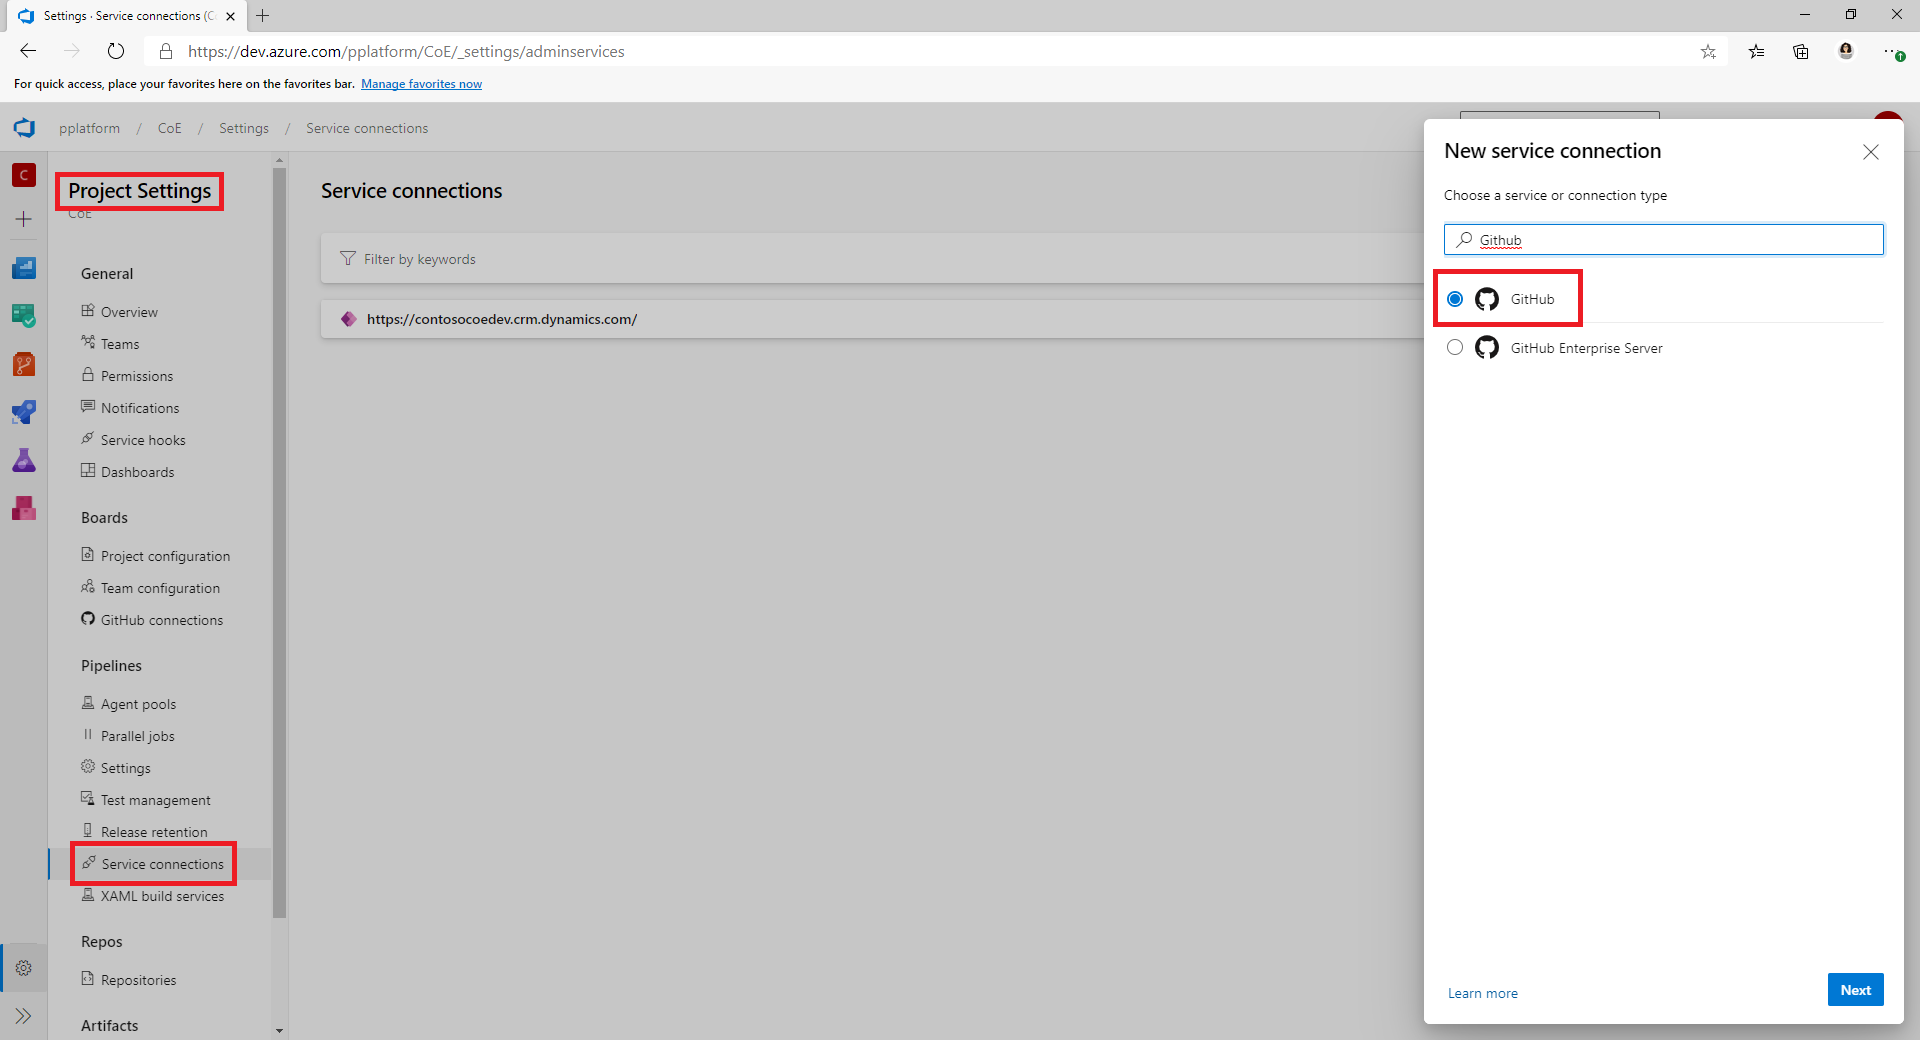 Settings · Service connections (C
https://dev.azure.com/pplatform/CoE/_settings/adminservices
For quick access, place your favorites here on the favorites bar. Manage favorites now
pplatform / CoE / Settings / Service connections
C
Project Settings
CoE
General
Overview
Teams
Permissions
Notifications
Service hooks
Dashboards
Boards
Project configuration
Team configuration
GitHub connections
Pipelines
Agent pools
Parallel jobs
Settings
Test management
Release retention
Service connections
XAML build services
Repos
Repositories
Artifacts
Service connections
Filter by keywords
https://contosocoedev.crm.dynamics.com/
New service connection
Choose a service or connection type
Github
GitHub
GitHub Enterprise Server
Learn more
Next